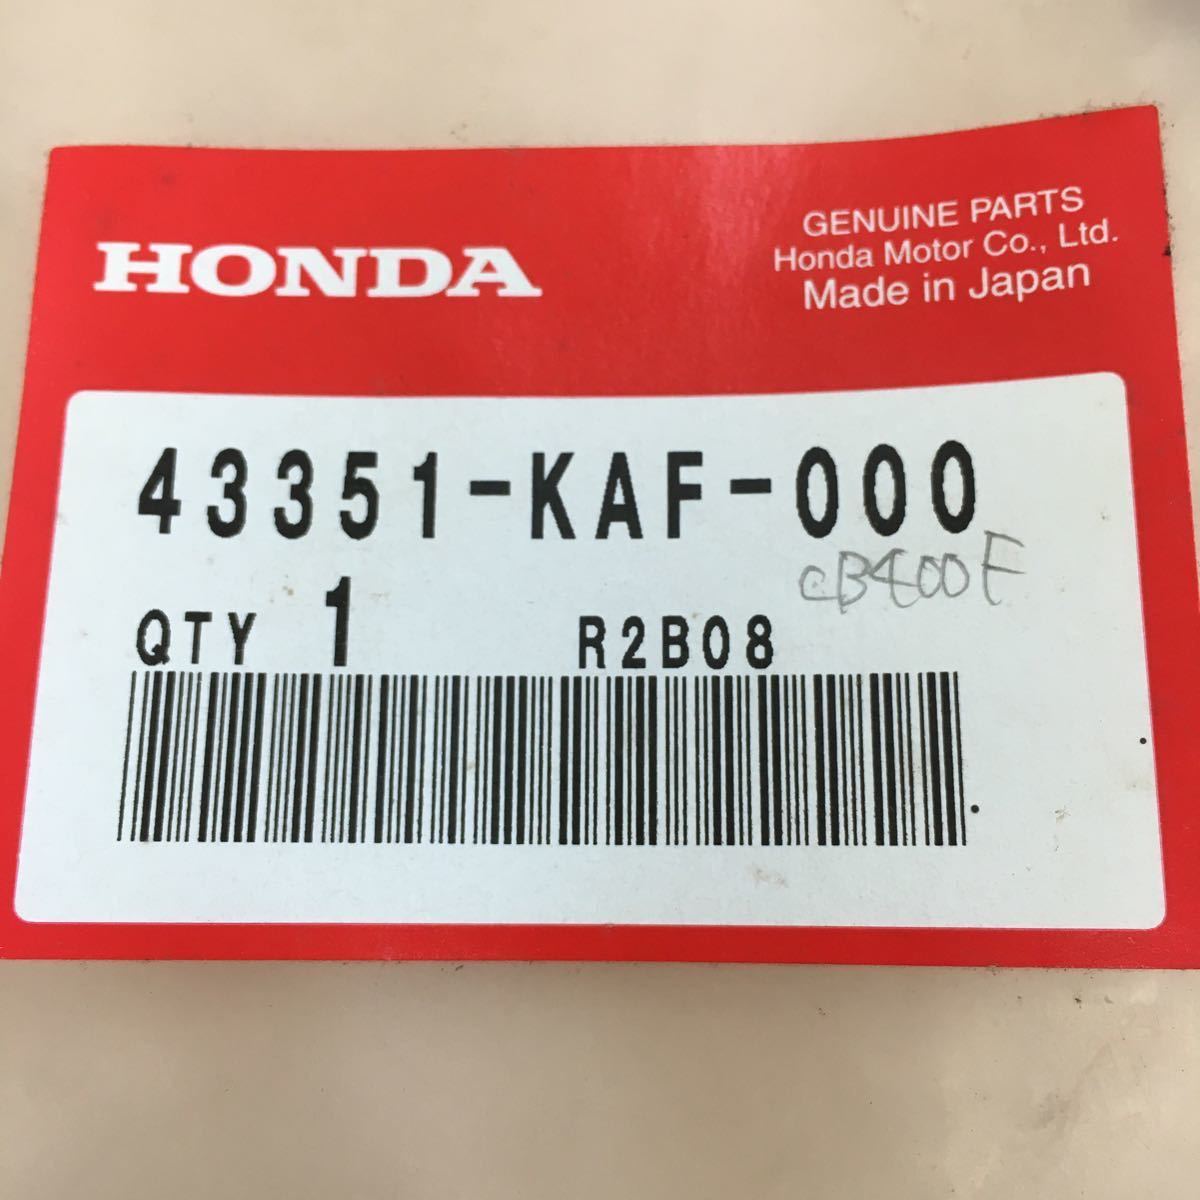 HONDA
GENUINE PARTS
Honda Motor Co., Ltd.
Made in Japan
43351-KAF-000
CB400F
QTY 1 R2B08